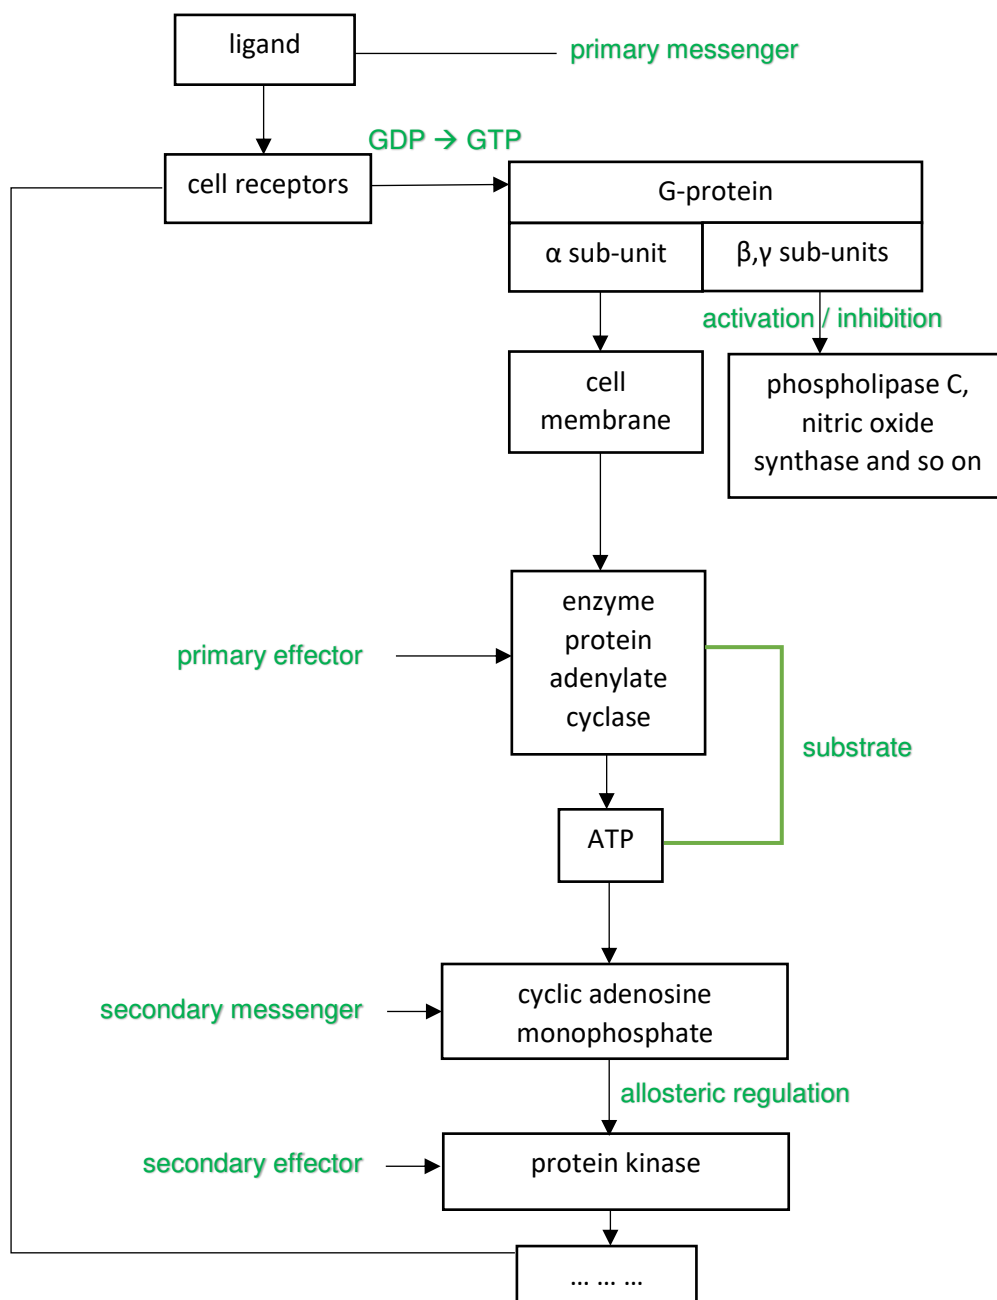 ligand
primary messenger
GDP → GTP
cell receptors
G-protein
α sub-unit
β,γ sub-units
activation / inhibition
cell
membrane
phospholipase C,
nitric oxide
synthase and so on
enzyme
protein
adenylate
cyclase
primary effector
substrate
ATP
cyclic adenosine
monophosphate
secondary messenger
allosteric regulation
protein kinase
secondary effector
... ... ...